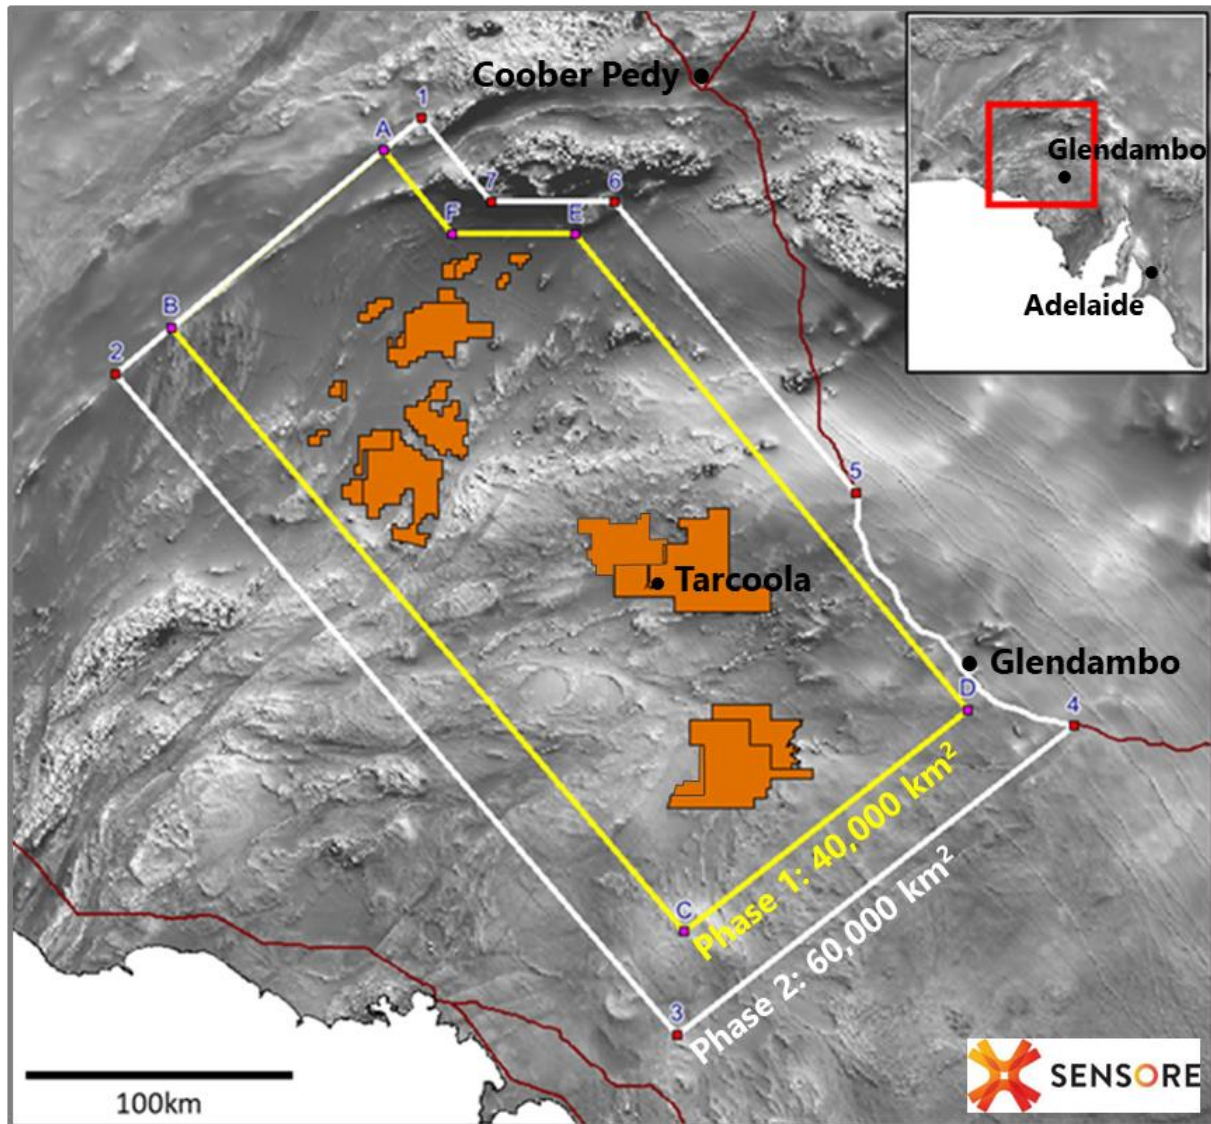 Coober Pedy
1
A
7
6
F
E
B
2
5
Tarcoola
Glendambo
D
4
C
3
Phase 1: 40,000 km²
Phase 2: 60,000 km²
100km
Glendambo
Adelaide
SENSORE